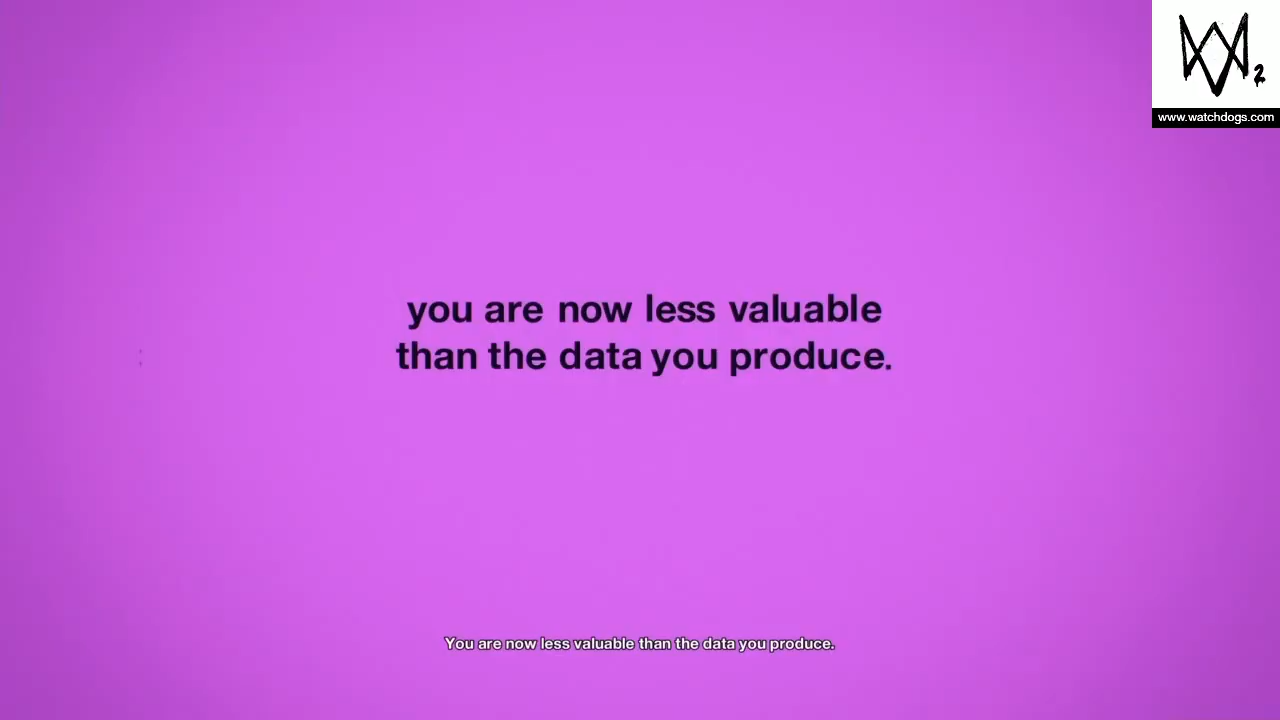 2
www.watchdogs.com
you are now less valuable
than the data you produce.
You are now less valuable than the data you produce.